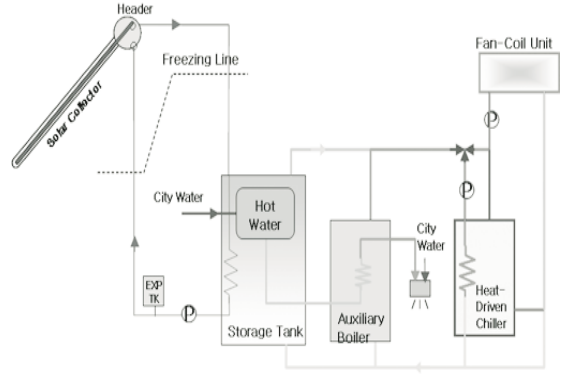 Header
Freezing Line
Solar Collector
Fan-Coil Unit
P
City Water
Hot
Water
P
City
Water
EXP
TK
P
Storage Tank
Auxiliary
Boiler
Heat-
Driven
Chiller